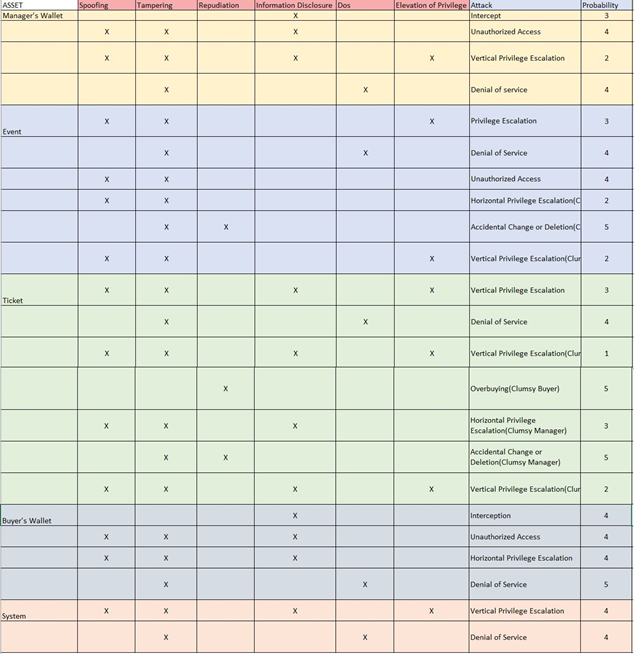 ASSET Spoofing Tampering Repudiation Information Disclosure Dos Elevation of Privilege Attack Probability
Manager's Wallet X Intercept 3
X X X Unauthorized Access 4
X X X X Vertical Privilege Escalation 2
X X Denial of service 4
Event X X X Privilege Escalation 3
X X Denial of Service 4
X X Unauthorized Access 4
X X Horizontal Privilege Escalation(C 2
X X Accidental Change or Deletion(C 5
X X X Vertical Privilege Escalation(Clur 2
Ticket X X X X Vertical Privilege Escalation 3
X X Denial of Service 4
X X X X Vertical Privilege Escalation(Clur 1
X Overbuying(Clumsy Buyer) 5
X X X Horizontal Privilege
Escalation(Clumsy Manager) 3
X X Accidental Change or
Deletion(Clumsy Manager) 5
X X X X Vertical Privilege Escalation(Clur 2
Buyer's Wallet X Interception 4
X X X Unauthorized Access 4
X X X Horizontal Privilege Escalation 4
X X Denial of Service 5
System X X X X Vertical Privilege Escalation 4
X X Denial of Service 4